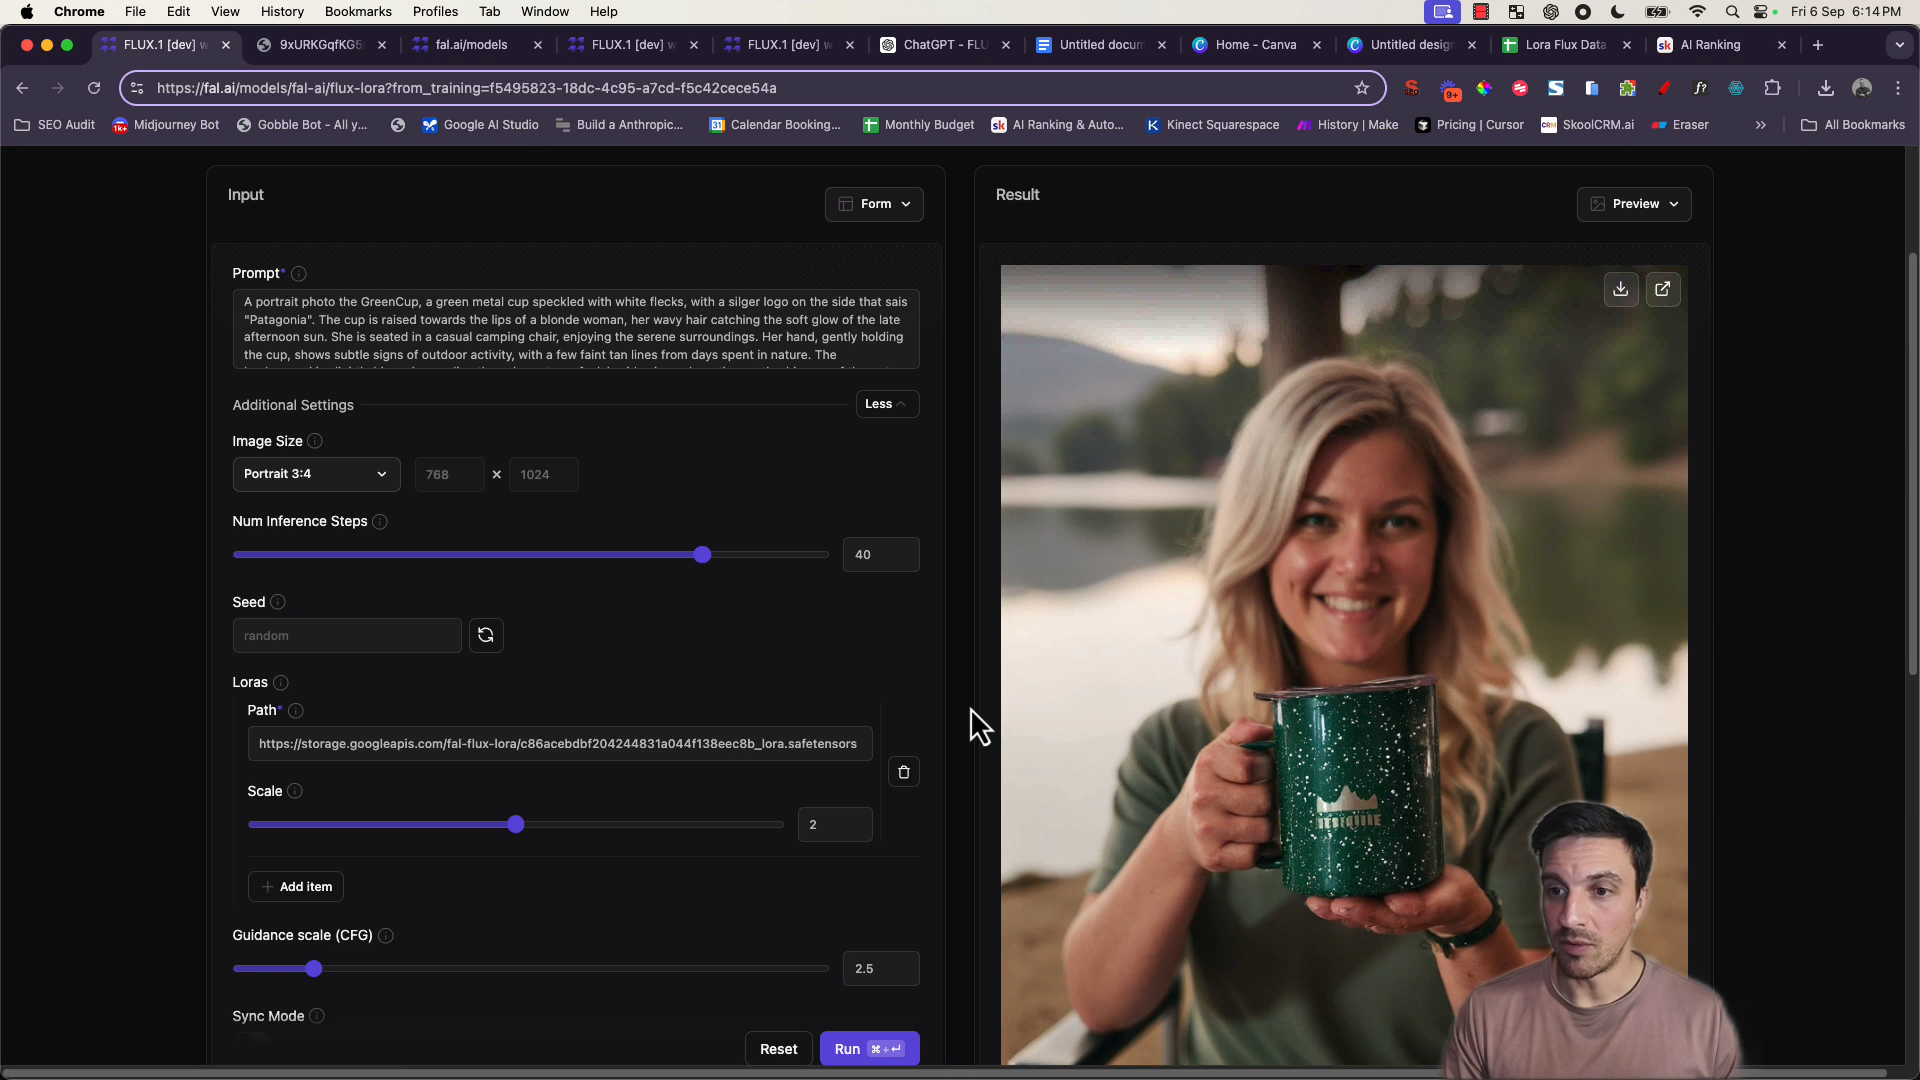 Chrome File Edit View History Bookmarks Profiles Tab Window Help Fri 6 Sep 6:14 PM
FLUX.1 [dev] w 9xURKGqfKG5 fal.ai/models FLUX.1 [dev] w FLUX.1 [dev] w ChatGPT - FLU Untitled docum Home - Canva Untitled desig Lora Flux Data AI Ranking
https://fal.ai/models/fal-ai/flux-lora?from_training=f5495823-18dc-4c95-a7cd-f5c42cece54a
9+
SEO Audit Midjourney Bot Gobble Bot - All y... Google AI Studio Build a Anthropic... Calendar Booking... Monthly Budget AI Ranking & Auto... Kinect Squarespace History | Make Pricing | Cursor SkoolCRM.ai Eraser » All Bookmarks
Input
Form
Prompt*
A portrait photo the GreenCup, a green metal cup speckled with white flecks, with a silger logo on the side that sais
"Patagonia". The cup is raised towards the lips of a blonde woman, her wavy hair catching the soft glow of the late
afternoon sun. She is seated in a casual camping chair, enjoying the serene surroundings. Her hand, gently holding
the cup, shows subtle signs of outdoor activity, with a few faint tan lines from days spent in nature. The
Additional Settings
Less
Image Size
Portrait 3:4
768 × 1024
Num Inference Steps
40
Seed
random
Loras
Path*
https://storage.googleapis.com/fal-flux-lora/c86acebdbf204244831a044f138eec8b_lora.safetensors
Scale
2
Add item
Guidance scale (CFG)
2.5
Sync Mode
Reset
Run ⌘+↵
Result
Preview